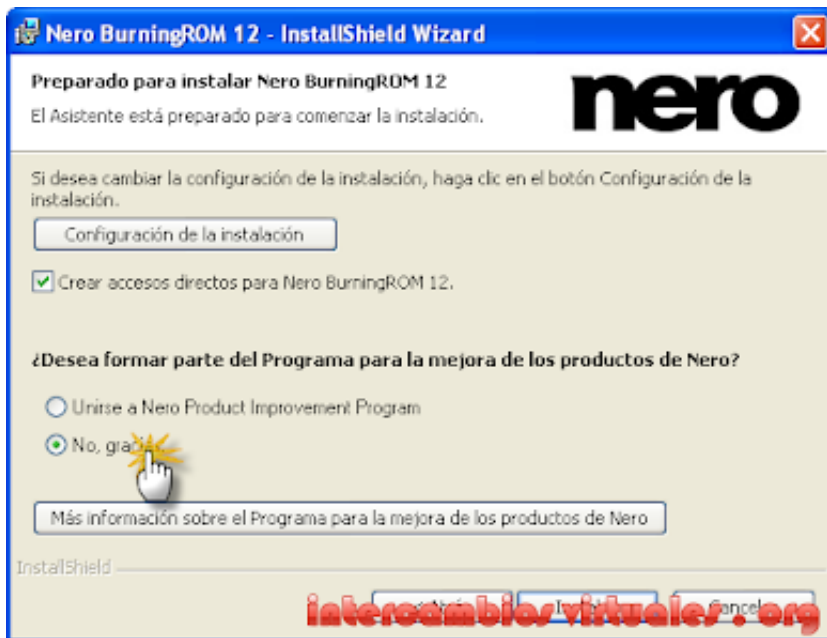 Nero BurningROM 12 - InstallShield Wizard
Preparado para instalar Nero BurningROM 12
El Asistente está preparado para comenzar la instalación.
nero
Si desea cambiar la configuración de la instalación, haga clic en el botón Configuración de la
instalación.
Configuración de la instalación
Crear accesos directos para Nero BurningROM 12.
¿Desea formar parte del Programa para la mejora de los productos de Nero?
Unirse a Nero Product Improvement Program
No,
Más información sobre el Programa para la mejora de los productos de Nero
InstallShield
intercambiosvirtuales.org